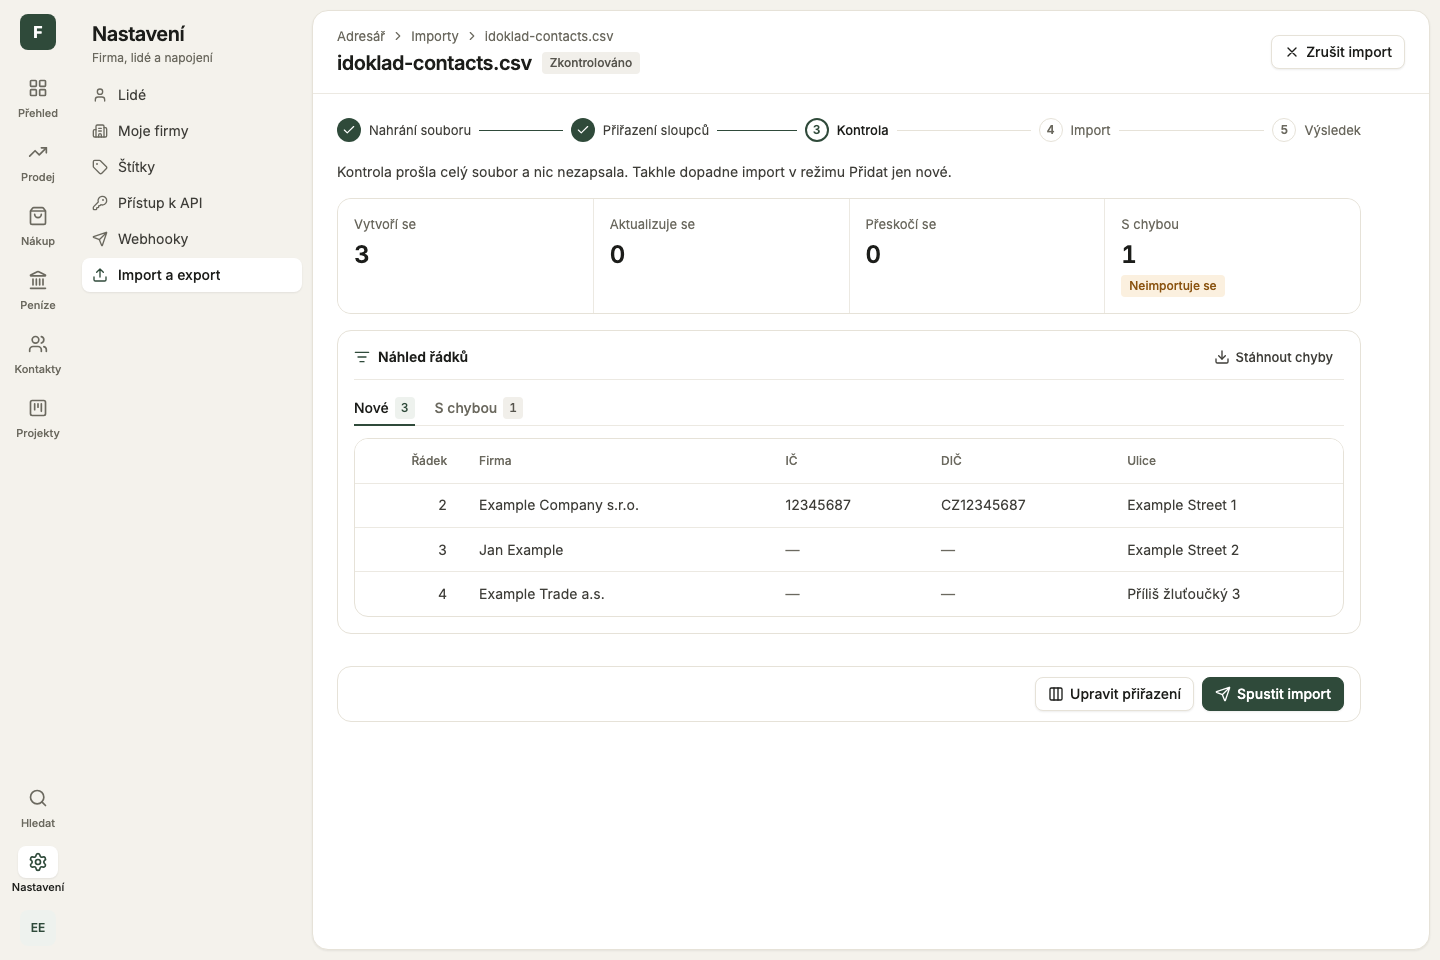 F
Přehled
Prodej
Nákup
Peníze
Kontakty
Projekty
Hledat
Nastavení
EE
Nastavení
Firma, lidé a napojení
Lidé
Moje firmy
Štítky
Přístup k API
Webhooky
Import a export
Adresář > Importy > idoklad-contacts.csv
idoklad-contacts.csv Zkontrolováno
Zrušit import
Nahrání souboru Přiřazení sloupců 3 Kontrola 4 Import 5 Výsledek
Kontrola prošla celý soubor a nic nezapsala. Takhle dopadne import v režimu Přidat jen nové.
Vytvoří se Aktualizuje se Přeskočí se S chybou
3 0 0 1
Neimportuje se
Náhled řádků Stáhnout chyby
Nové 3 S chybou 1
Řádek Firma IČ DIČ Ulice
2 Example Company s.r.o. 12345687 CZ12345687 Example Street 1
3 Jan Example — — Example Street 2
4 Example Trade a.s. — — Příliš žluťoučký 3
Upravit přiřazení Spustit import